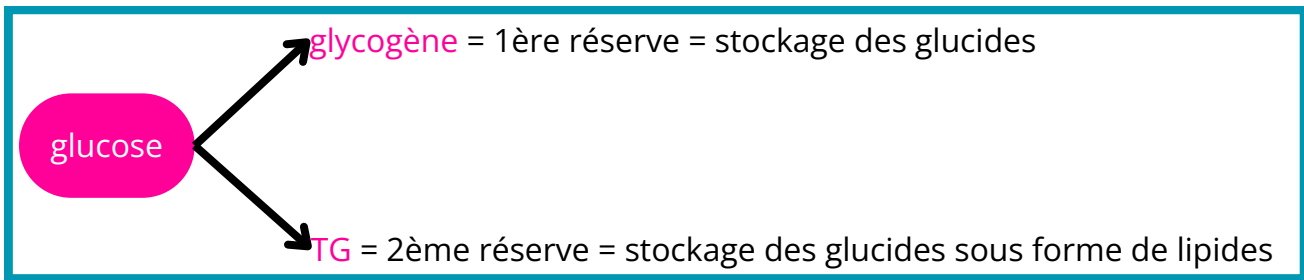 glycogène = 1ère réserve = stockage des glucides
glucose
TG = 2ème réserve = stockage des glucides sous forme de lipides